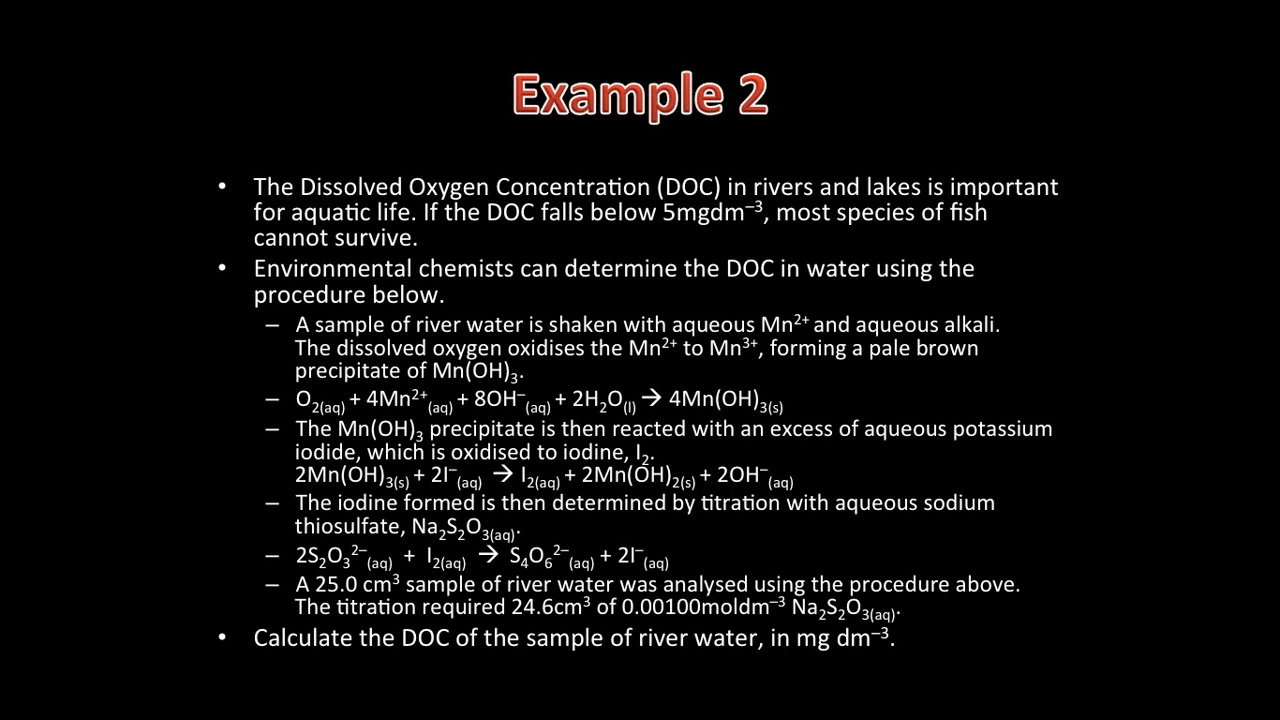 Example 2
• The Dissolved Oxygen Concentration (DOC) in rivers and lakes is important
for aquatic life. If the DOC falls below 5mgdm⁻³, most species of fish
cannot survive.
• Environmental chemists can determine the DOC in water using the
procedure below.
– A sample of river water is shaken with aqueous Mn²⁺ and aqueous alkali.
The dissolved oxygen oxidises the Mn²⁺ to Mn³⁺, forming a pale brown
precipitate of Mn(OH)₃.
– O₂₍aq₎ + 4Mn²⁺₍aq₎ + 8OH⁻₍aq₎ + 2H₂O₍l₎ → 4Mn(OH)₃₍s₎
– The Mn(OH)₃ precipitate is then reacted with an excess of aqueous potassium
iodide, which is oxidised to iodine, I₂.
2Mn(OH)₃₍s₎ + 2I⁻₍aq₎ → I₂₍aq₎ + 2Mn(OH)₂₍s₎ + 2OH⁻₍aq₎
– The iodine formed is then determined by titration with aqueous sodium
thiosulfate, Na₂S₂O₃₍aq₎.
– 2S₂O₃²⁻₍aq₎ + I₂₍aq₎ → S₄O₆²⁻₍aq₎ + 2I⁻₍aq₎
– A 25.0 cm³ sample of river water was analysed using the procedure above.
The titration required 24.6cm³ of 0.00100moldm⁻³ Na₂S₂O₃₍aq₎.
• Calculate the DOC of the sample of river water, in mg dm⁻³.